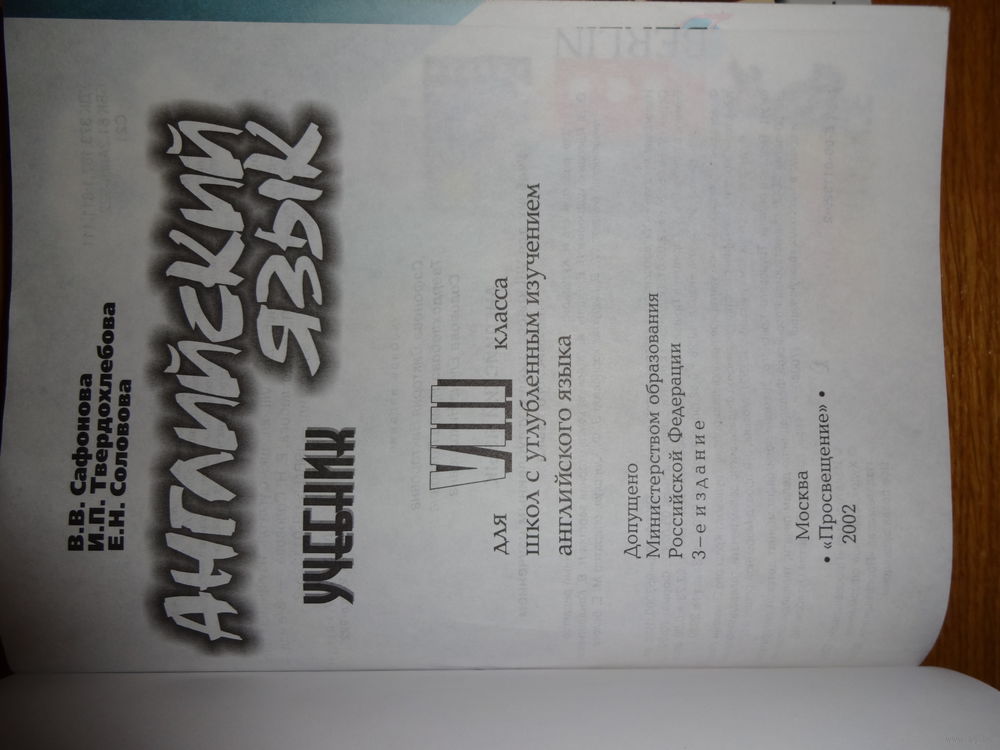 В.В. Сафонова
И.П. Твердохлебова
Е.Н. Соловова
АНГЛИЙСКИЙ
ЯЗЫК
УЧЕБНИК
для VIII класса
школ с углубленным изучением
английского языка
Допущено
Министерством образования
Российской Федерации
3–е издание
Москва
• «Просвещение» •
2002